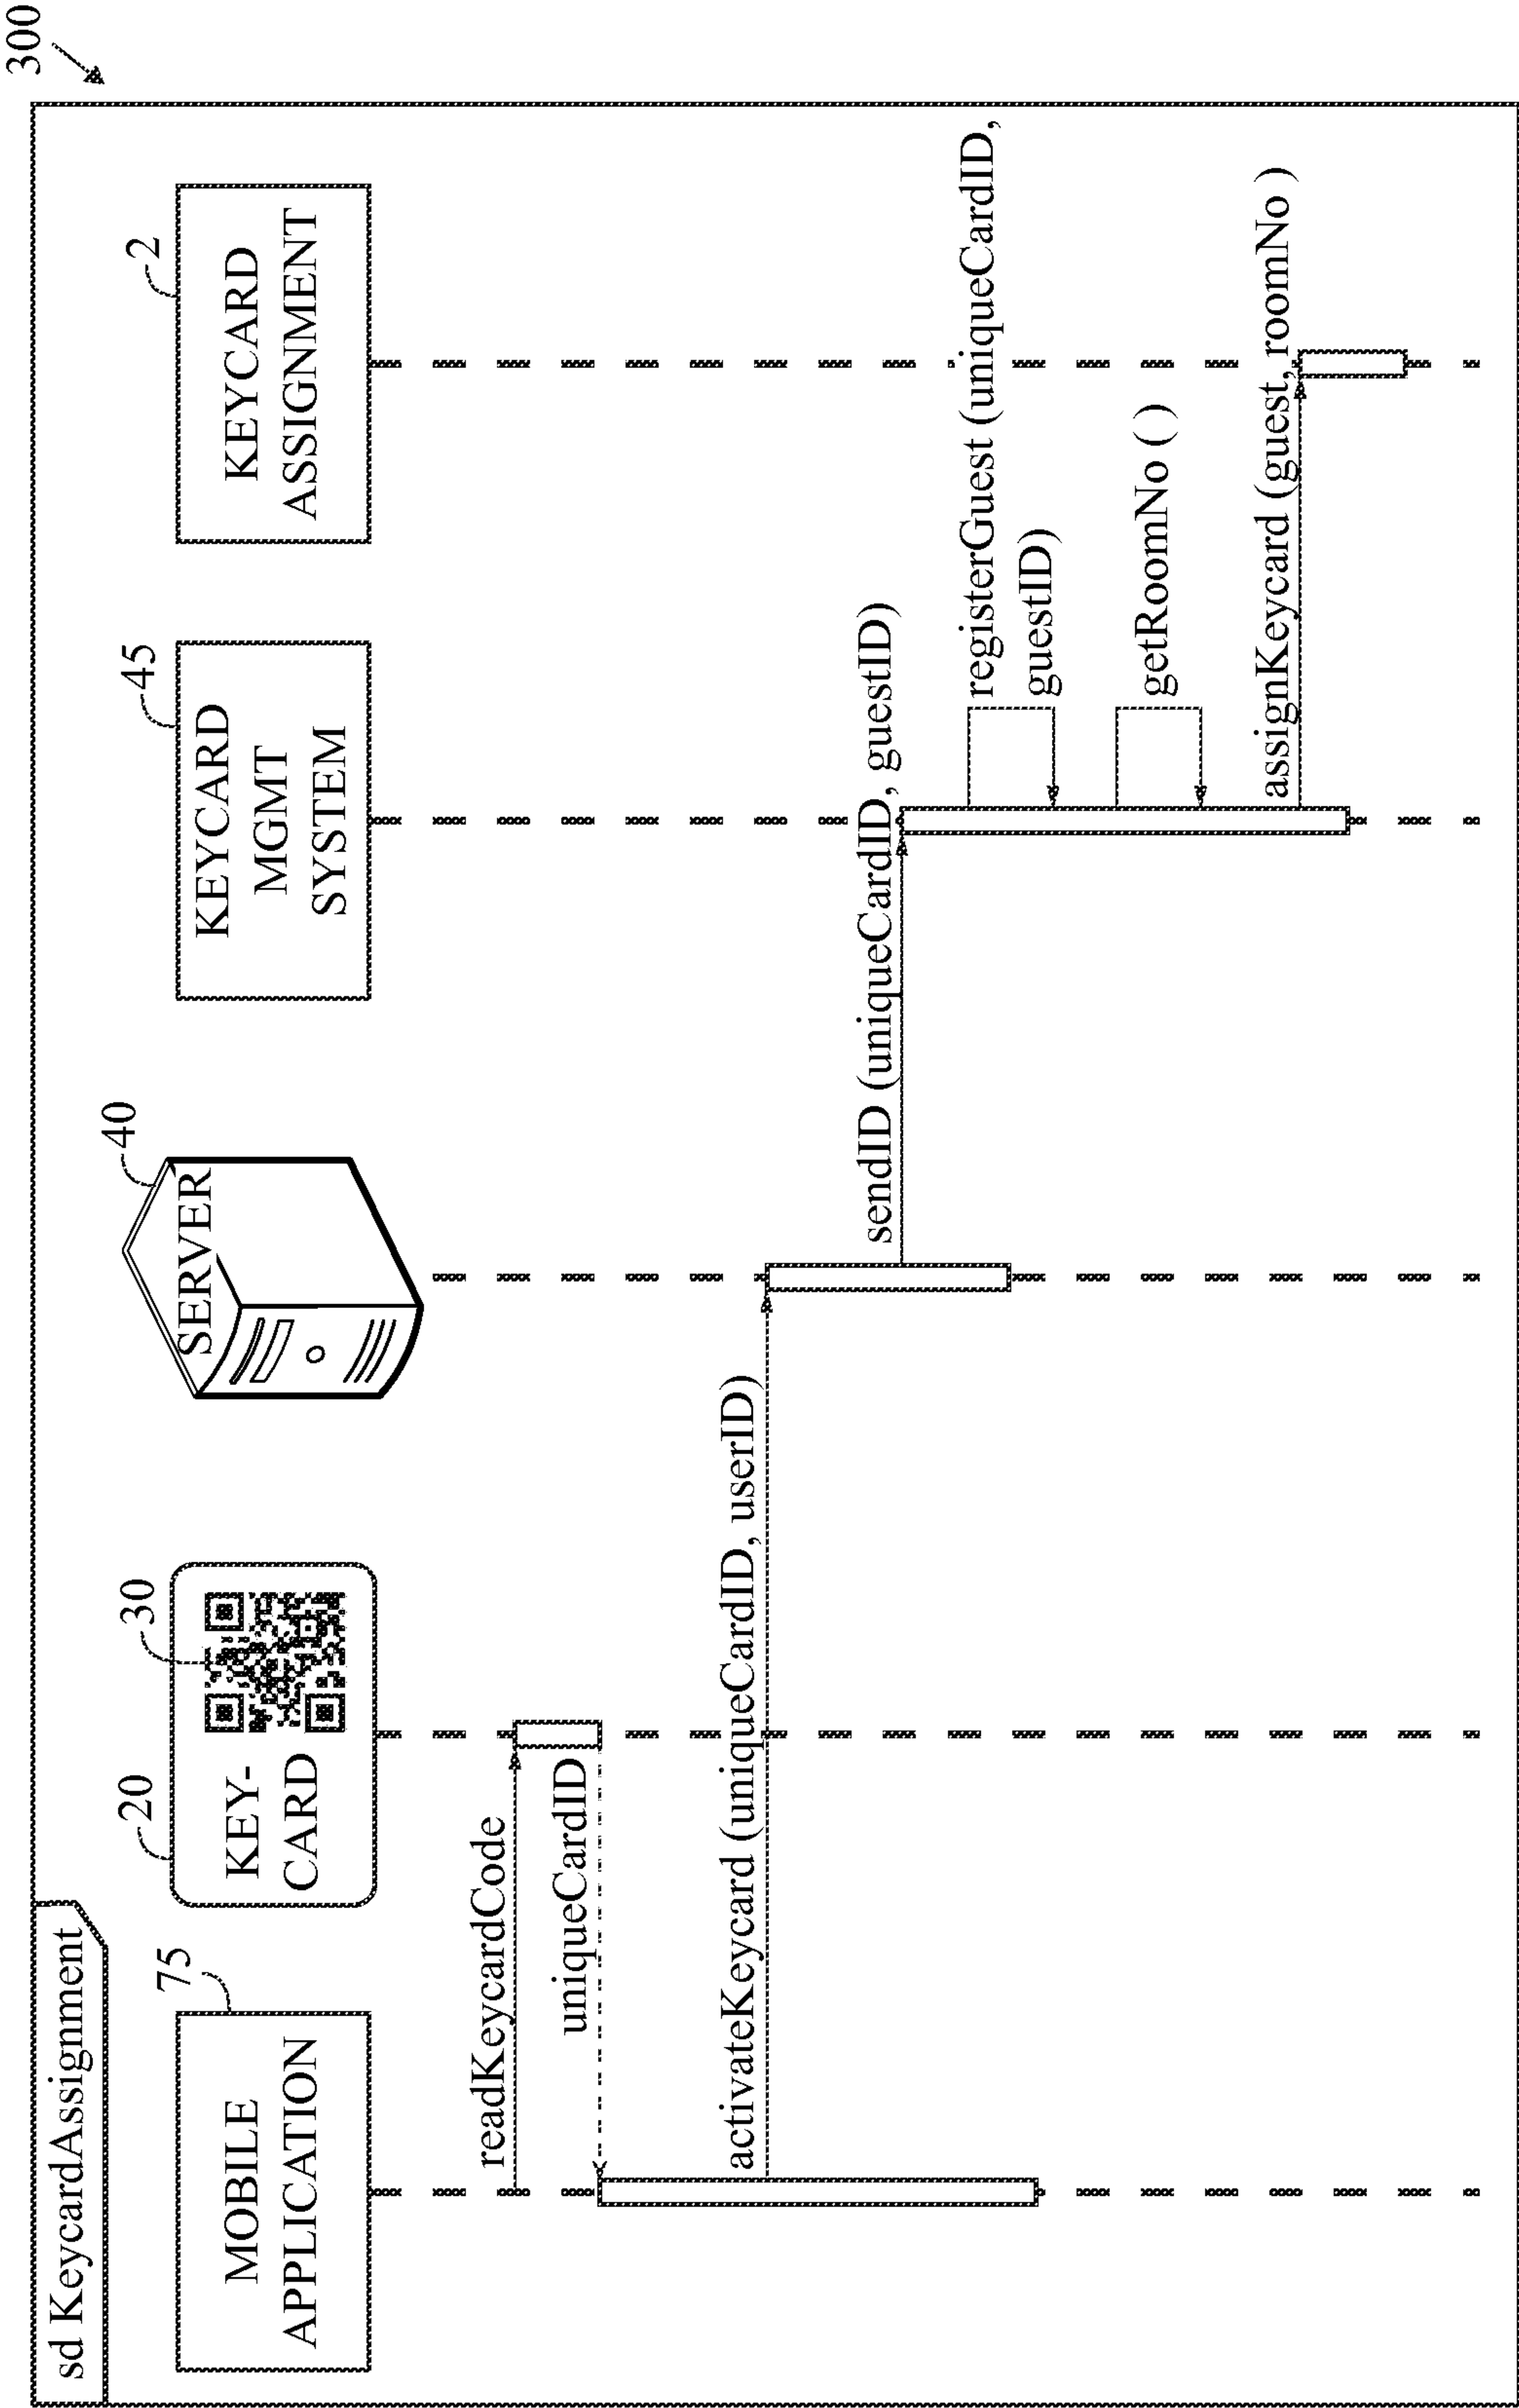 300
sd KeycardAssignment
75
MOBILE
APPLICATION
20
30
KEY-
CARD
40
SERVER
45
KEYCARD
MGMT
SYSTEM
2
KEYCARD
ASSIGNMENT
readKeycardCode
uniqueCardID
activateKeycard (uniqueCardID, userID)
sendID (uniqueCardID, guestID)
registerGuest (uniqueCardID,
guestID)
getRoomNo ( )
assignKeycard (guest, roomNo )